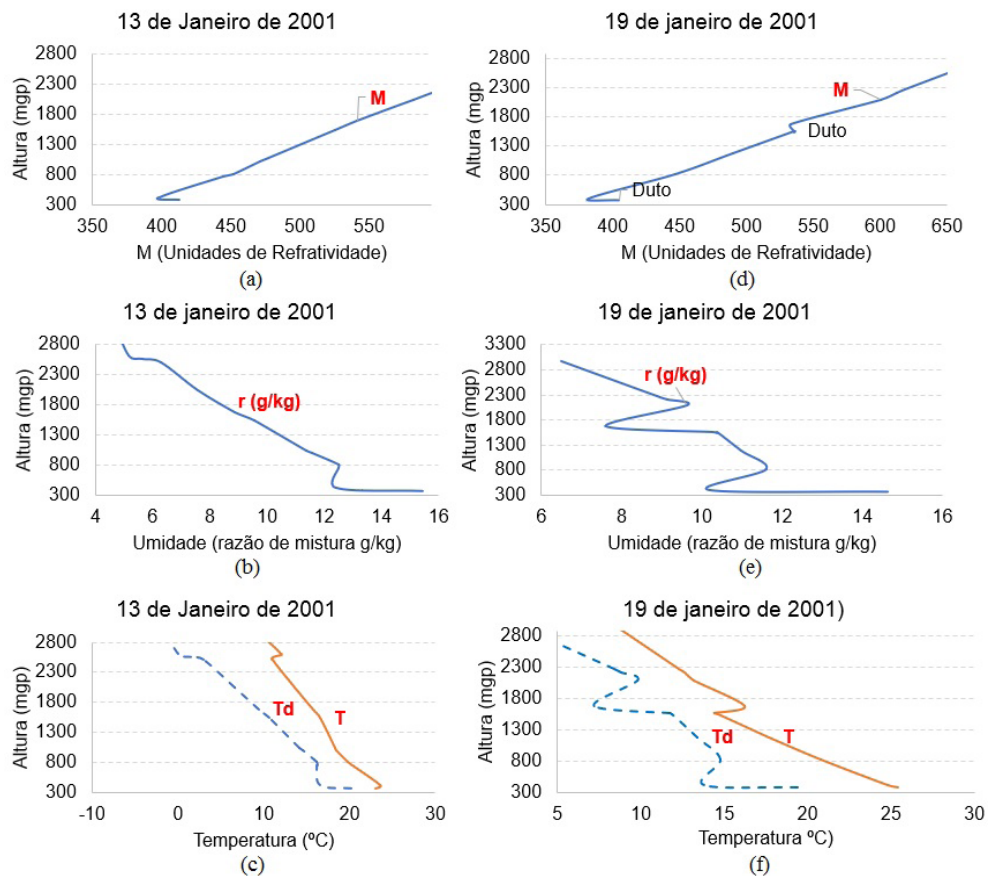 13 de Janeiro de 2001
Altura (mgp)
2800
2300
1800
1300
800
300
M
350 400 450 500 550
M (Unidades de Refratividade)
(a)
19 de janeiro de 2001
Altura (mgp
2800
2300
1800
1300
800
300
M
Duto
Duto
350 400 450 500 550 600 650
M (Unidades de Refratividade)
(d)
13 de janeiro de 2001
Altura (mgp)
2800
2300
1800
1300
800
300
r (g/kg)
4 6 8 10 12 14 16
Umidade (razão de mistura g/kg)
(b)
19 de janeiro de 2001
Altura (mgp)
3300
2800
2300
1800
1300
800
300
r (g/kg)
6 8 10 12 14 16
Umidade (razão de mistura g/kg)
(e)
13 de Janeiro de 2001
Altura (mgp)
2800
2300
1800
1300
800
300
Td T
-10 0 10 20 30
Temperatura (ºC)
(c)
19 de janeiro de 2001)
Altura (mgp)
2800
2300
1800
1300
800
300
Td T
5 10 15 20 25 30
Temperatura ºC)
(f)